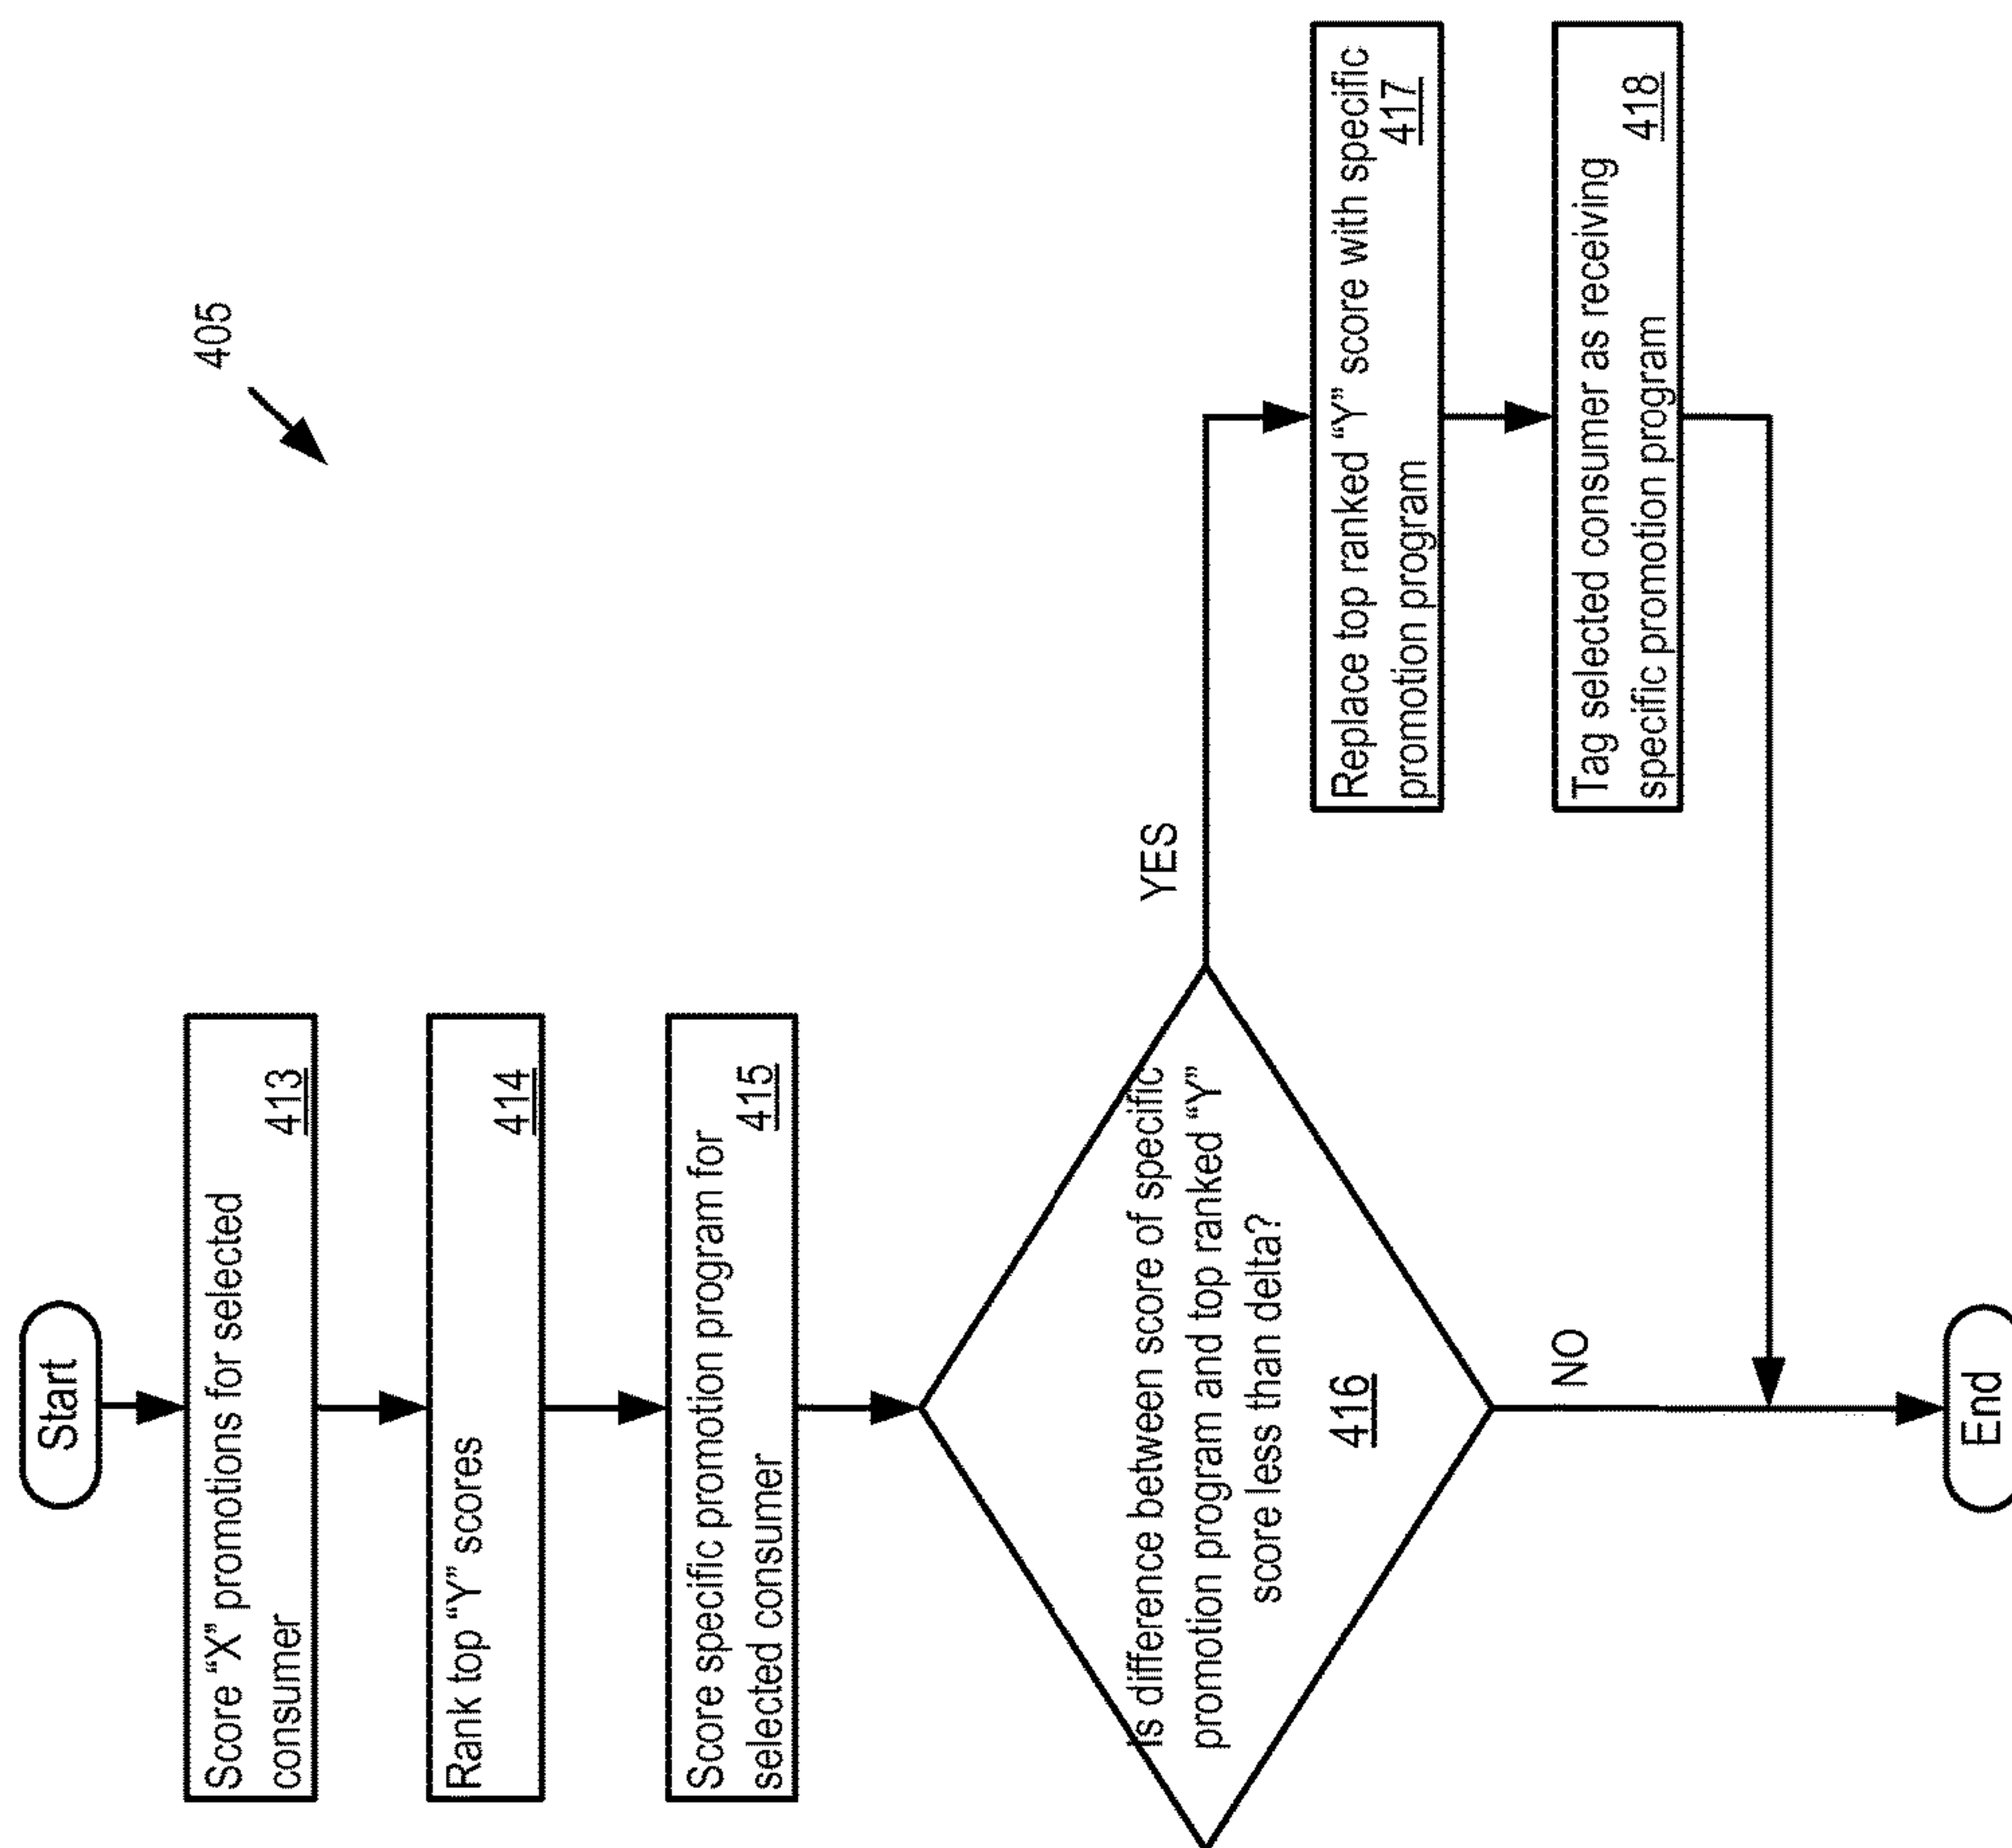 405
Start
Score “X” promotions for selected
consumer
413
Rank top “Y” scores
414
Score specific promotion program for
selected consumer
415
Is difference between score of specific
promotion program and top ranked “Y”
score less than delta?
416
YES
NO
Replace top ranked “Y” score with specific
promotion program
417
Tag selected consumer as receiving
specific promotion program
418
End